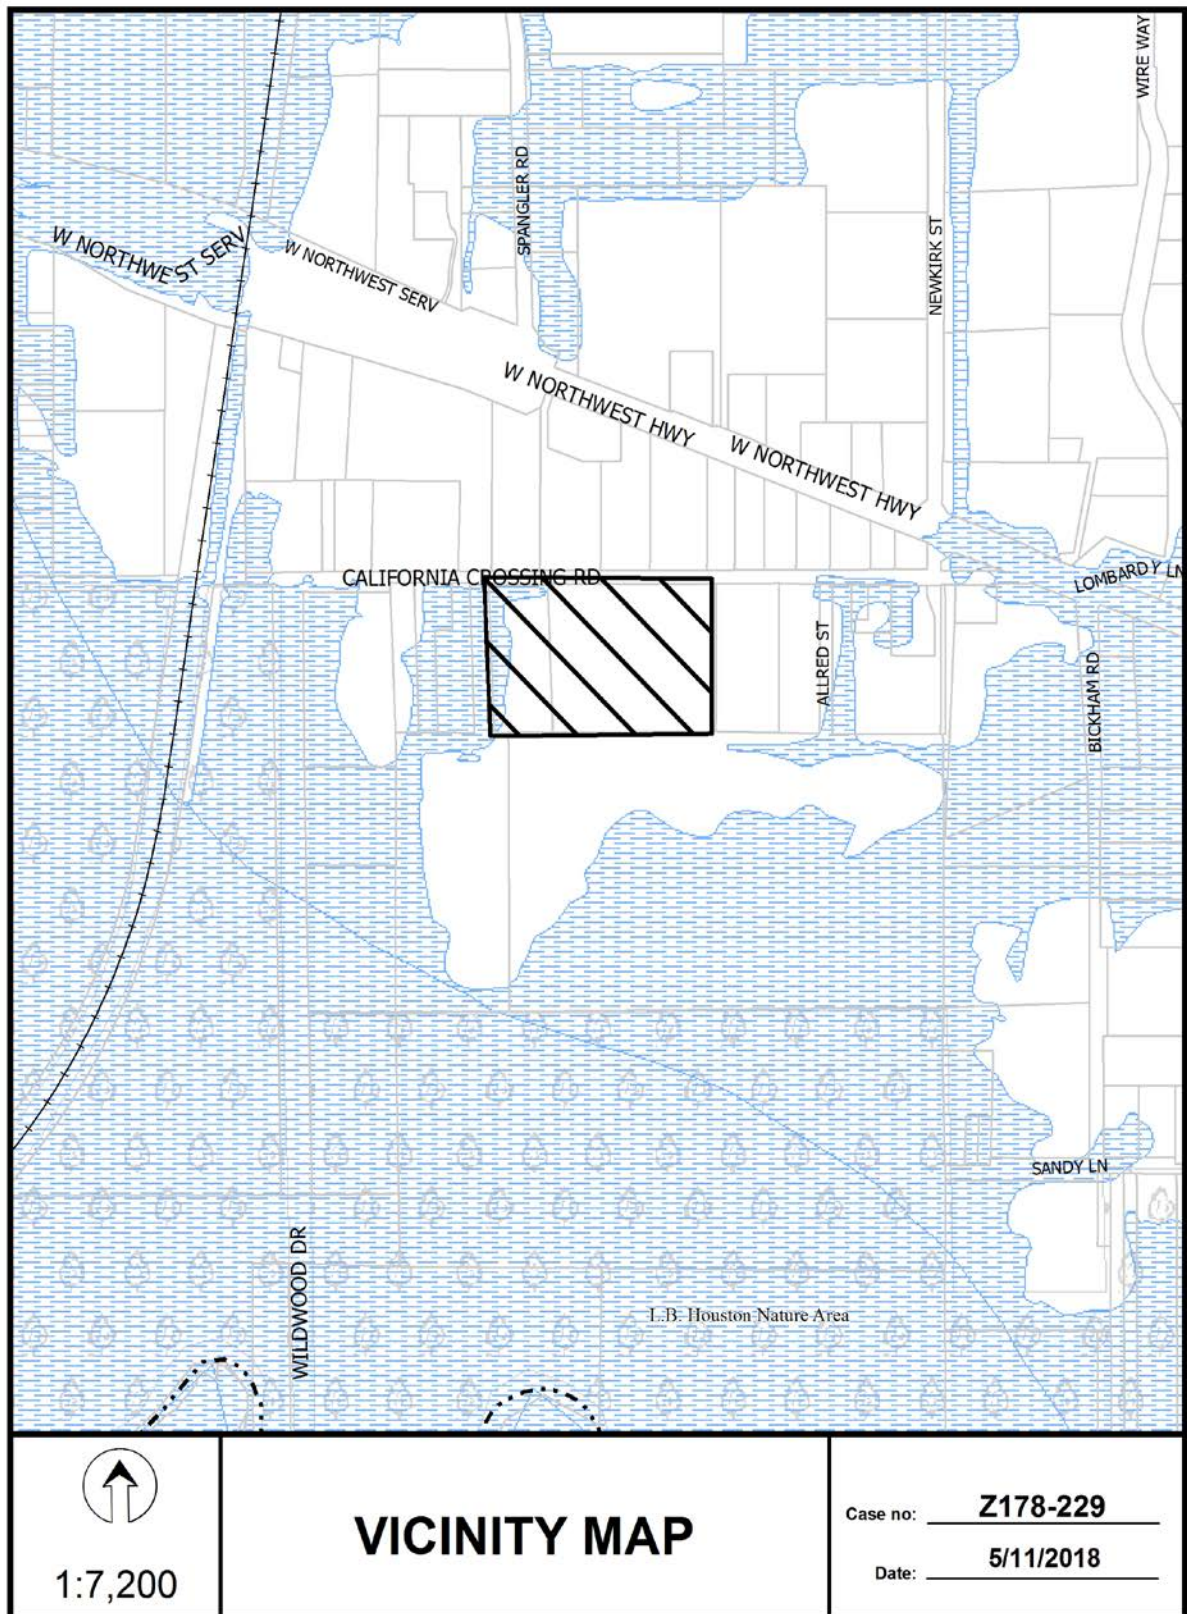 WIRE WAY
SPANGLER RD
W NORTHWEST SERV
W NORTHWEST SERV
NEWKIRK ST
W NORTHWEST HWY
W NORTHWEST HWY
CALIFORNIA CROSSING RD
LOMBARDY LN
ALLRED ST
BICKHAM RD
SANDY LN
WILDWOOD DR
L.B. Houston Nature Area
1:7,200
VICINITY MAP
Case no: Z178-229
Date: 5/11/2018